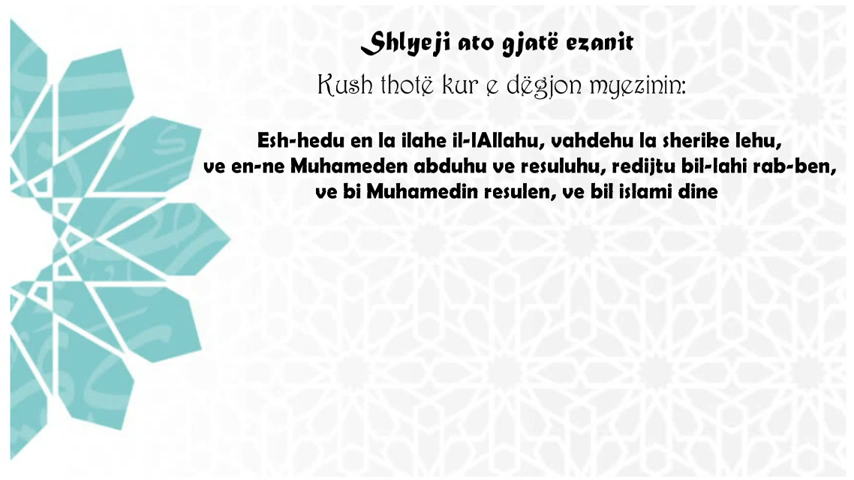 Shlyeji ato gjatë ezanit
Kush thotë kur e dëgjon myezinin:
Esh-hedu en la ilahe il-lAllahu, vahdehu la sherike lehu,
ve en-ne Muhameden abduhu ve resuluhu, redijtu bil-lahi rab-ben,
ve bi Muhamedin resulen, ve bil islami dine